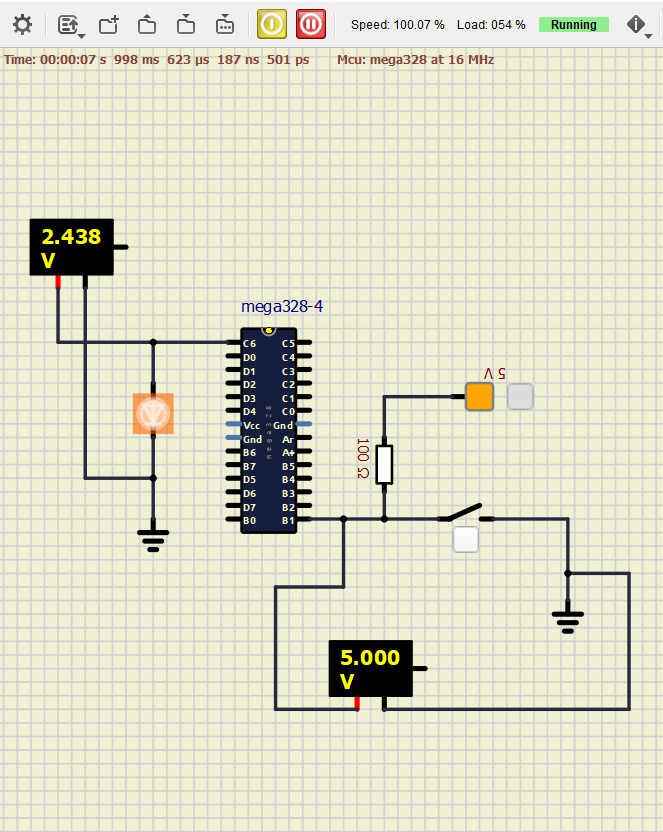 Speed: 100.07 % Load: 054 % Running
Time: 00:00:07 s 998 ms 623 µs 187 ns 501 ps Mcu: mega328 at 16 MHz
2.438
V
mega328-4
C6 C5
D0 C4
D1 C3
D2 C2
D3 C1
D4 C0
Vcc Gnd
Gnd Ar
B6 A+
B7 B5
D5 B4
D6 B3
D7 B2
B0 B1
mega328
5 V
100 Ω
5.000
V